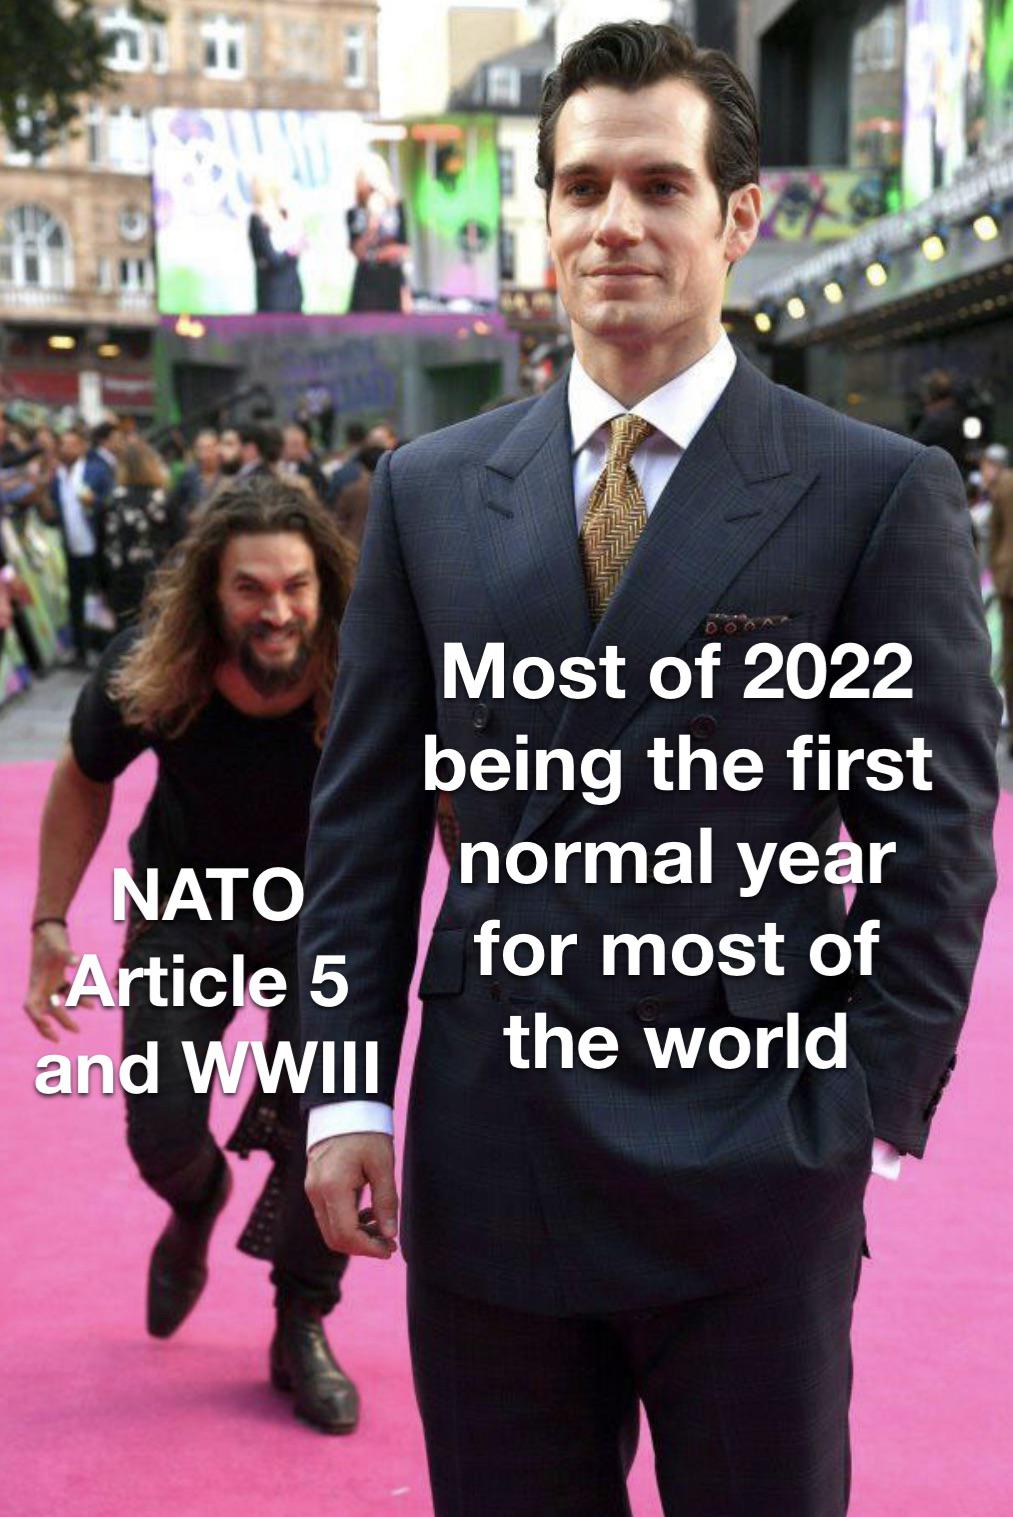 Most of 2022
being the first
normal year
for most of
the world
NATO
Article 5
and WWIII